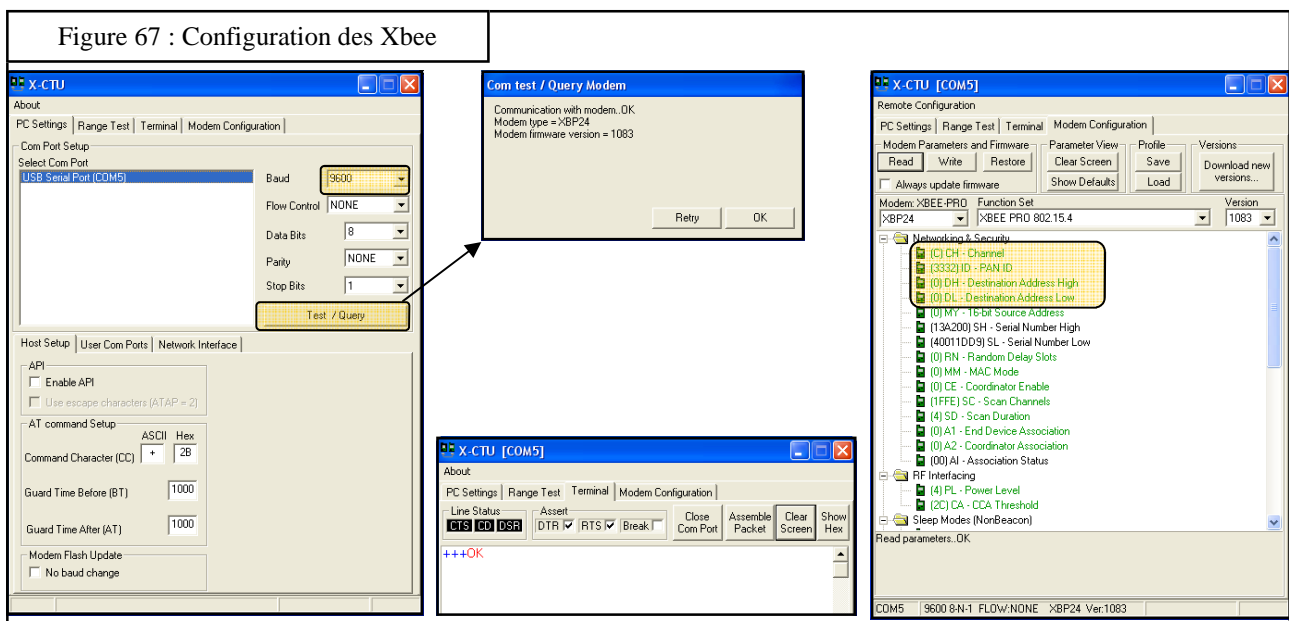 Figure 67 : Configuration des Xbee
X-CTU
About
PC Settings Range Test Terminal Modem Configuration
Com Port Setup
Select Com Port
USB Serial Port (COM5)
Baud 9600
Flow Control NONE
Data Bits 8
Parity NONE
Stop Bits 1
Test / Query
Host Setup User Com Ports Network Interface
API
Enable API
Use escape characters (ATAP = 2)
AT command Setup
ASCII Hex
Command Character (CC) + 2B
Guard Time Before (BT) 1000
Guard Time After (AT) 1000
Modem Flash Update
No baud change
Com test / Query Modem
Communication with modem..OK
Modem type = XBP24
Modem firmware version = 1083
Retry OK
X-CTU [COM5]
About
PC Settings Range Test Terminal Modem Configuration
Line Status Assert
CTS CD DSR DTR RTS Break
Close Com Port
Assemble Packet
Clear Screen
Show Hex
+++OK
X-CTU [COM5]
Remote Configuration
PC Settings Range Test Terminal Modem Configuration
Modem Parameters and Firmware Parameter View Profile Versions
Read Write Restore Clear Screen Save Download new versions...
Always update firmware Show Defaults Load
Modem: XBEE-PRO Function Set Version
XBP24 XBEE PRO 802.15.4 1083
Networking & Security
(C) CH - Channel
(3332) ID - PAN ID
(0) DH - Destination Address High
(0) DL - Destination Address Low
(0) MY - 16-bit Source Address
(13A200) SH - Serial Number High
(40011DD9) SL - Serial Number Low
(0) RN - Random Delay Slots
(0) MM - MAC Mode
(0) CE - Coordinator Enable
(1FFE) SC - Scan Channels
(4) SD - Scan Duration
(0) A1 - End Device Association
(0) A2 - Coordinator Association
(00) AI - Association Status
RF Interfacing
(4) PL - Power Level
(2C) CA - CCA Threshold
Sleep Modes (NonBeacon)
Read parameters..OK
COM5 9600 8-N-1 FLOW:NONE XBP24 Ver:1083